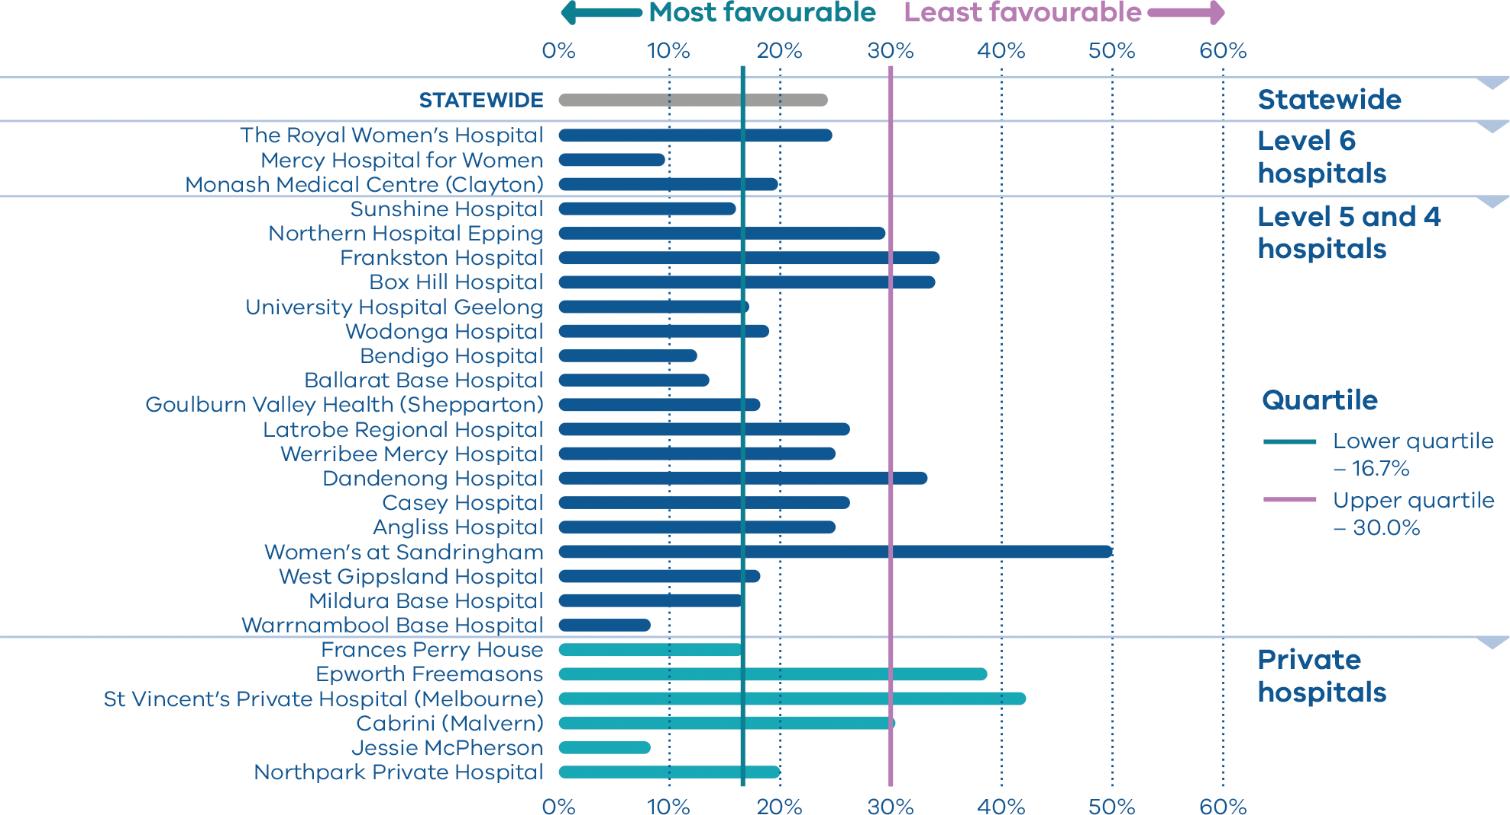 Most favourable Least favourable
0% 10% 20% 30% 40% 50% 60%
STATEWIDE
Statewide
The Royal Women's Hospital
Mercy Hospital for Women
Monash Medical Centre (Clayton)
Level 6
hospitals
Sunshine Hospital
Northern Hospital Epping
Frankston Hospital
Box Hill Hospital
University Hospital Geelong
Wodonga Hospital
Bendigo Hospital
Ballarat Base Hospital
Goulburn Valley Health (Shepparton)
Latrobe Regional Hospital
Werribee Mercy Hospital
Dandenong Hospital
Casey Hospital
Angliss Hospital
Women's at Sandringham
West Gippsland Hospital
Mildura Base Hospital
Warrnambool Base Hospital
Level 5 and 4
hospitals
Quartile
Lower quartile
– 16.7%
Upper quartile
– 30.0%
Frances Perry House
Epworth Freemasons
St Vincent's Private Hospital (Melbourne)
Cabrini (Malvern)
Jessie McPherson
Northpark Private Hospital
Private
hospitals
0% 10% 20% 30% 40% 50% 60%